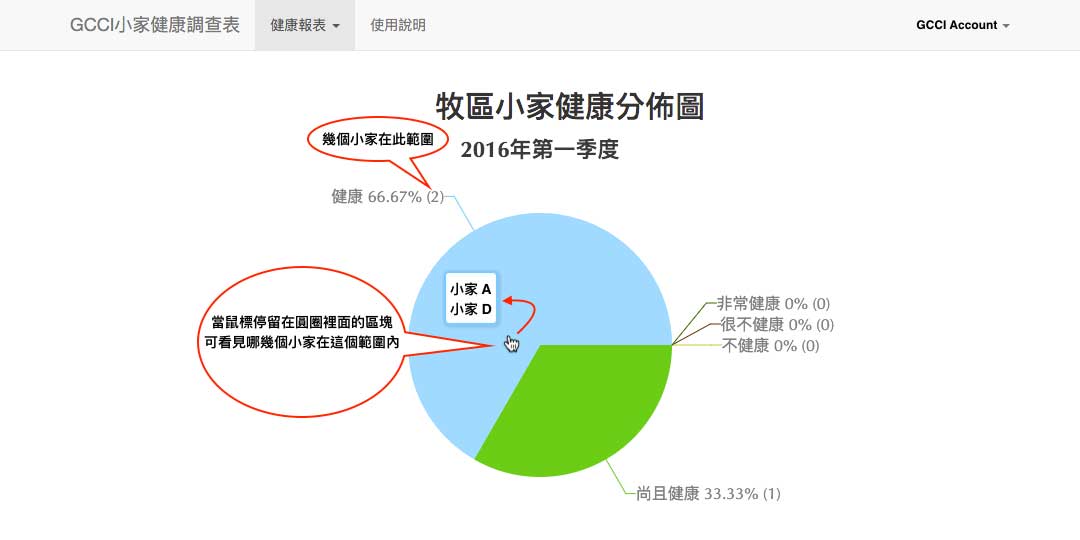 GCCI小家健康調查表
健康報表
使用說明
GCCI Account
牧區小家健康分佈圖
2016年第一季度
幾個小家在此範圍
健康 66.67% (2)
小家 A
小家 D
當鼠標停留在圓圈裡面的區塊
可看見哪幾個小家在這個範圍內
非常健康 0% (0)
很不健康 0% (0)
不健康 0% (0)
尚且健康 33.33% (1)